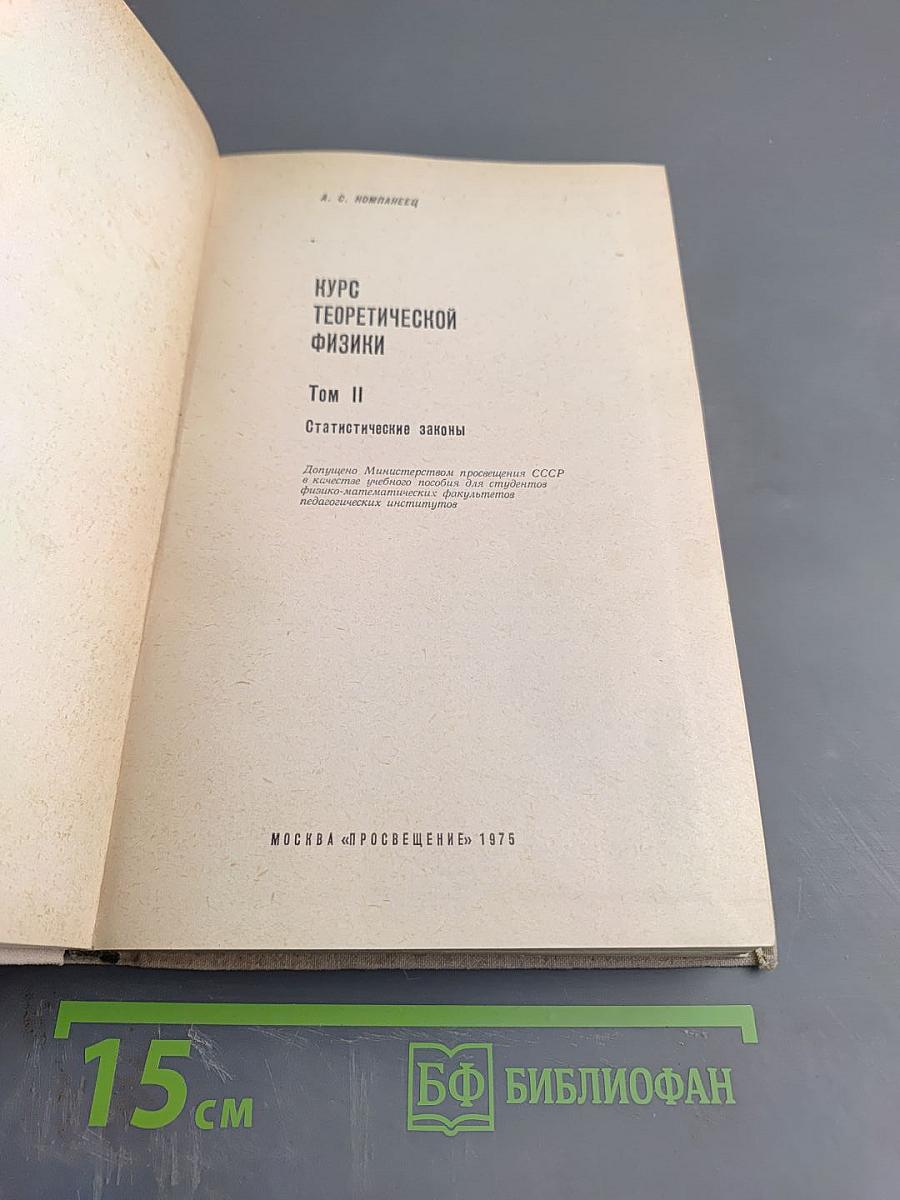 А. С. КОМПАНЕЕЦ
КУРС
ТЕОРЕТИЧЕСКОЙ
ФИЗИКИ
Том II
Статистические законы
Допущено Министерством просвещения СССР
в качестве учебного пособия для студентов
физико-математических факультетов
педагогических институтов
МОСКВА «ПРОСВЕЩЕНИЕ» 1975
15 см
БФ БИБЛИОФАН